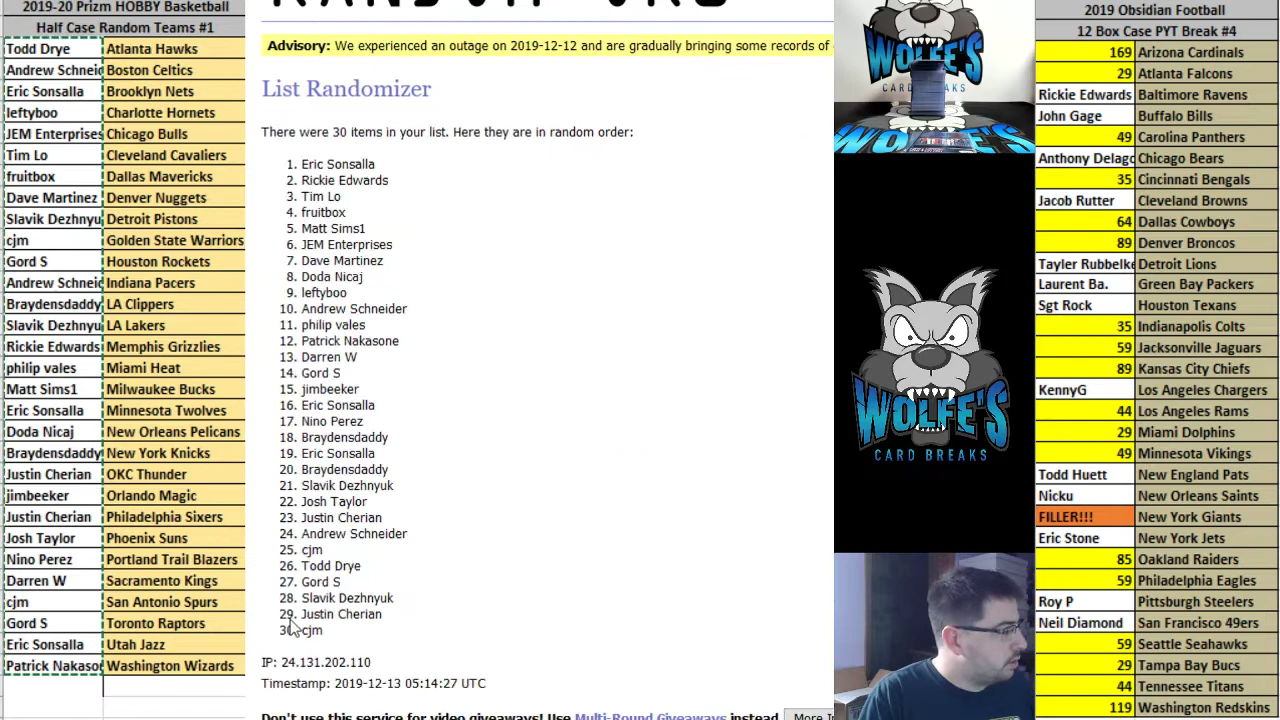 2019-20 Prizm HOBBY Basketball
Half Case Random Teams #1
Todd Drye Atlanta Hawks
Andrew Schneid Boston Celtics
Eric Sonsalla Brooklyn Nets
leftyboo Charlotte Hornets
JEM Enterprises Chicago Bulls
Tim Lo Cleveland Cavaliers
fruitbox Dallas Mavericks
Dave Martinez Denver Nuggets
Slavik Dezhnyu Detroit Pistons
cjm Golden State Warriors
Gord S Houston Rockets
Andrew Schneid Indiana Pacers
Braydensdaddy LA Clippers
Slavik Dezhnyu LA Lakers
Rickie Edwards Memphis Grizzlies
philip vales Miami Heat
Matt Sims1 Milwaukee Bucks
Eric Sonsalla Minnesota Twolves
Doda Nicaj New Orleans Pelicans
Braydensdaddy New York Knicks
Justin Cherian OKC Thunder
jimbeeker Orlando Magic
Justin Cherian Philadelphia Sixers
Josh Taylor Phoenix Suns
Nino Perez Portland Trail Blazers
Darren W Sacramento Kings
cjm San Antonio Spurs
Gord S Toronto Raptors
Eric Sonsalla Utah Jazz
Patrick Nakason Washington Wizards
Advisory: We experienced an outage on 2019-12-12 and are gradually bringing some records of
List Randomizer
There were 30 items in your list. Here they are in random order:
1. Eric Sonsalla
2. Rickie Edwards
3. Tim Lo
4. fruitbox
5. Matt Sims1
6. JEM Enterprises
7. Dave Martinez
8. Doda Nicaj
9. leftyboo
10. Andrew Schneider
11. philip vales
12. Patrick Nakasone
13. Darren W
14. Gord S
15. jimbeeker
16. Eric Sonsalla
17. Nino Perez
18. Braydensdaddy
19. Eric Sonsalla
20. Braydensdaddy
21. Slavik Dezhnyuk
22. Josh Taylor
23. Justin Cherian
24. Andrew Schneider
25. cjm
26. Todd Drye
27. Gord S
28. Slavik Dezhnyuk
29. Justin Cherian
30. cjm
IP: 24.131.202.110
Timestamp: 2019-12-13 05:14:27 UTC
Don't use this service for video giveaways! Use Multi-Round Giveaways instead
More In
WOLFE'S
CARD BREAKS
WOLFE'S
WOLFE'S
CARD BREAKS
2019 Obsidian Football
12 Box Case PYT Break #4
169 Arizona Cardinals
29 Atlanta Falcons
Rickie Edwards Baltimore Ravens
John Gage Buffalo Bills
49 Carolina Panthers
Anthony Delago Chicago Bears
35 Cincinnati Bengals
Jacob Rutter Cleveland Browns
64 Dallas Cowboys
89 Denver Broncos
Tayler Rubbelke Detroit Lions
Laurent Ba. Green Bay Packers
Sgt Rock Houston Texans
35 Indianapolis Colts
59 Jacksonville Jaguars
89 Kansas City Chiefs
KennyG Los Angeles Chargers
44 Los Angeles Rams
29 Miami Dolphins
49 Minnesota Vikings
Todd Huett New England Pats
Nicku New Orleans Saints
FILLER!!! New York Giants
Eric Stone New York Jets
85 Oakland Raiders
59 Philadelphia Eagles
Roy P Pittsburgh Steelers
Neil Diamond San Francisco 49ers
59 Seattle Seahawks
29 Tampa Bay Bucs
44 Tennessee Titans
119 Washington Redskins